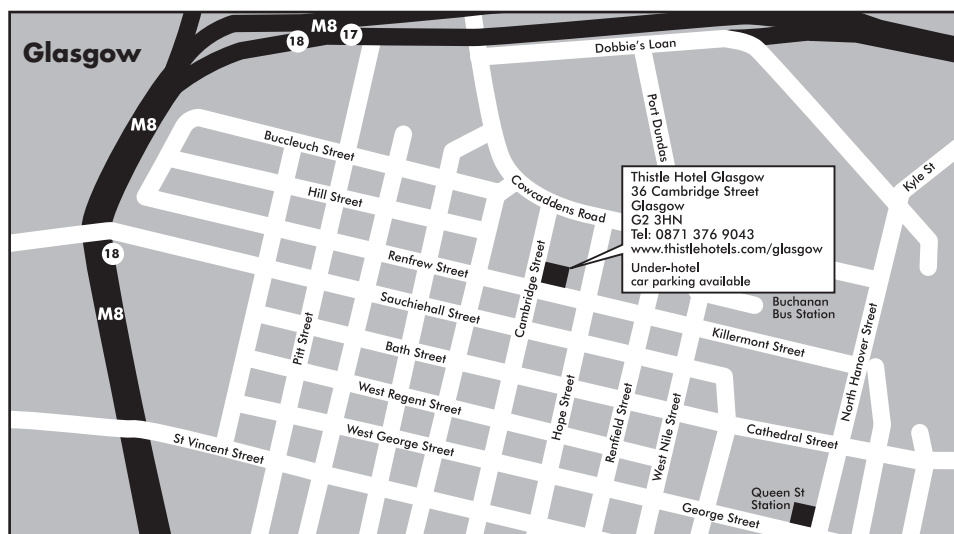 Glasgow
M8
18
17
Dobbie's Loan
M8
Port Dundas
Buccleuch Street
Hill Street
Kyle St
Cowcaddens Road
Thistle Hotel Glasgow
36 Cambridge Street
Glasgow
G2 3HN
Tel: 0871 376 9043
www.thistlehotels.com/glasgow
Under-hotel
car parking available
18
Renfrew Street
Cambridge Street
Buchanan
Bus Station
M8
Sauchiehall Street
Killermont Street
North Hanover Street
Pitt Street
Bath Street
West Regent Street
Hope Street
Renfield Street
West Nile Street
Cathedral Street
St Vincent Street
West George Street
Queen St
Station
George Street